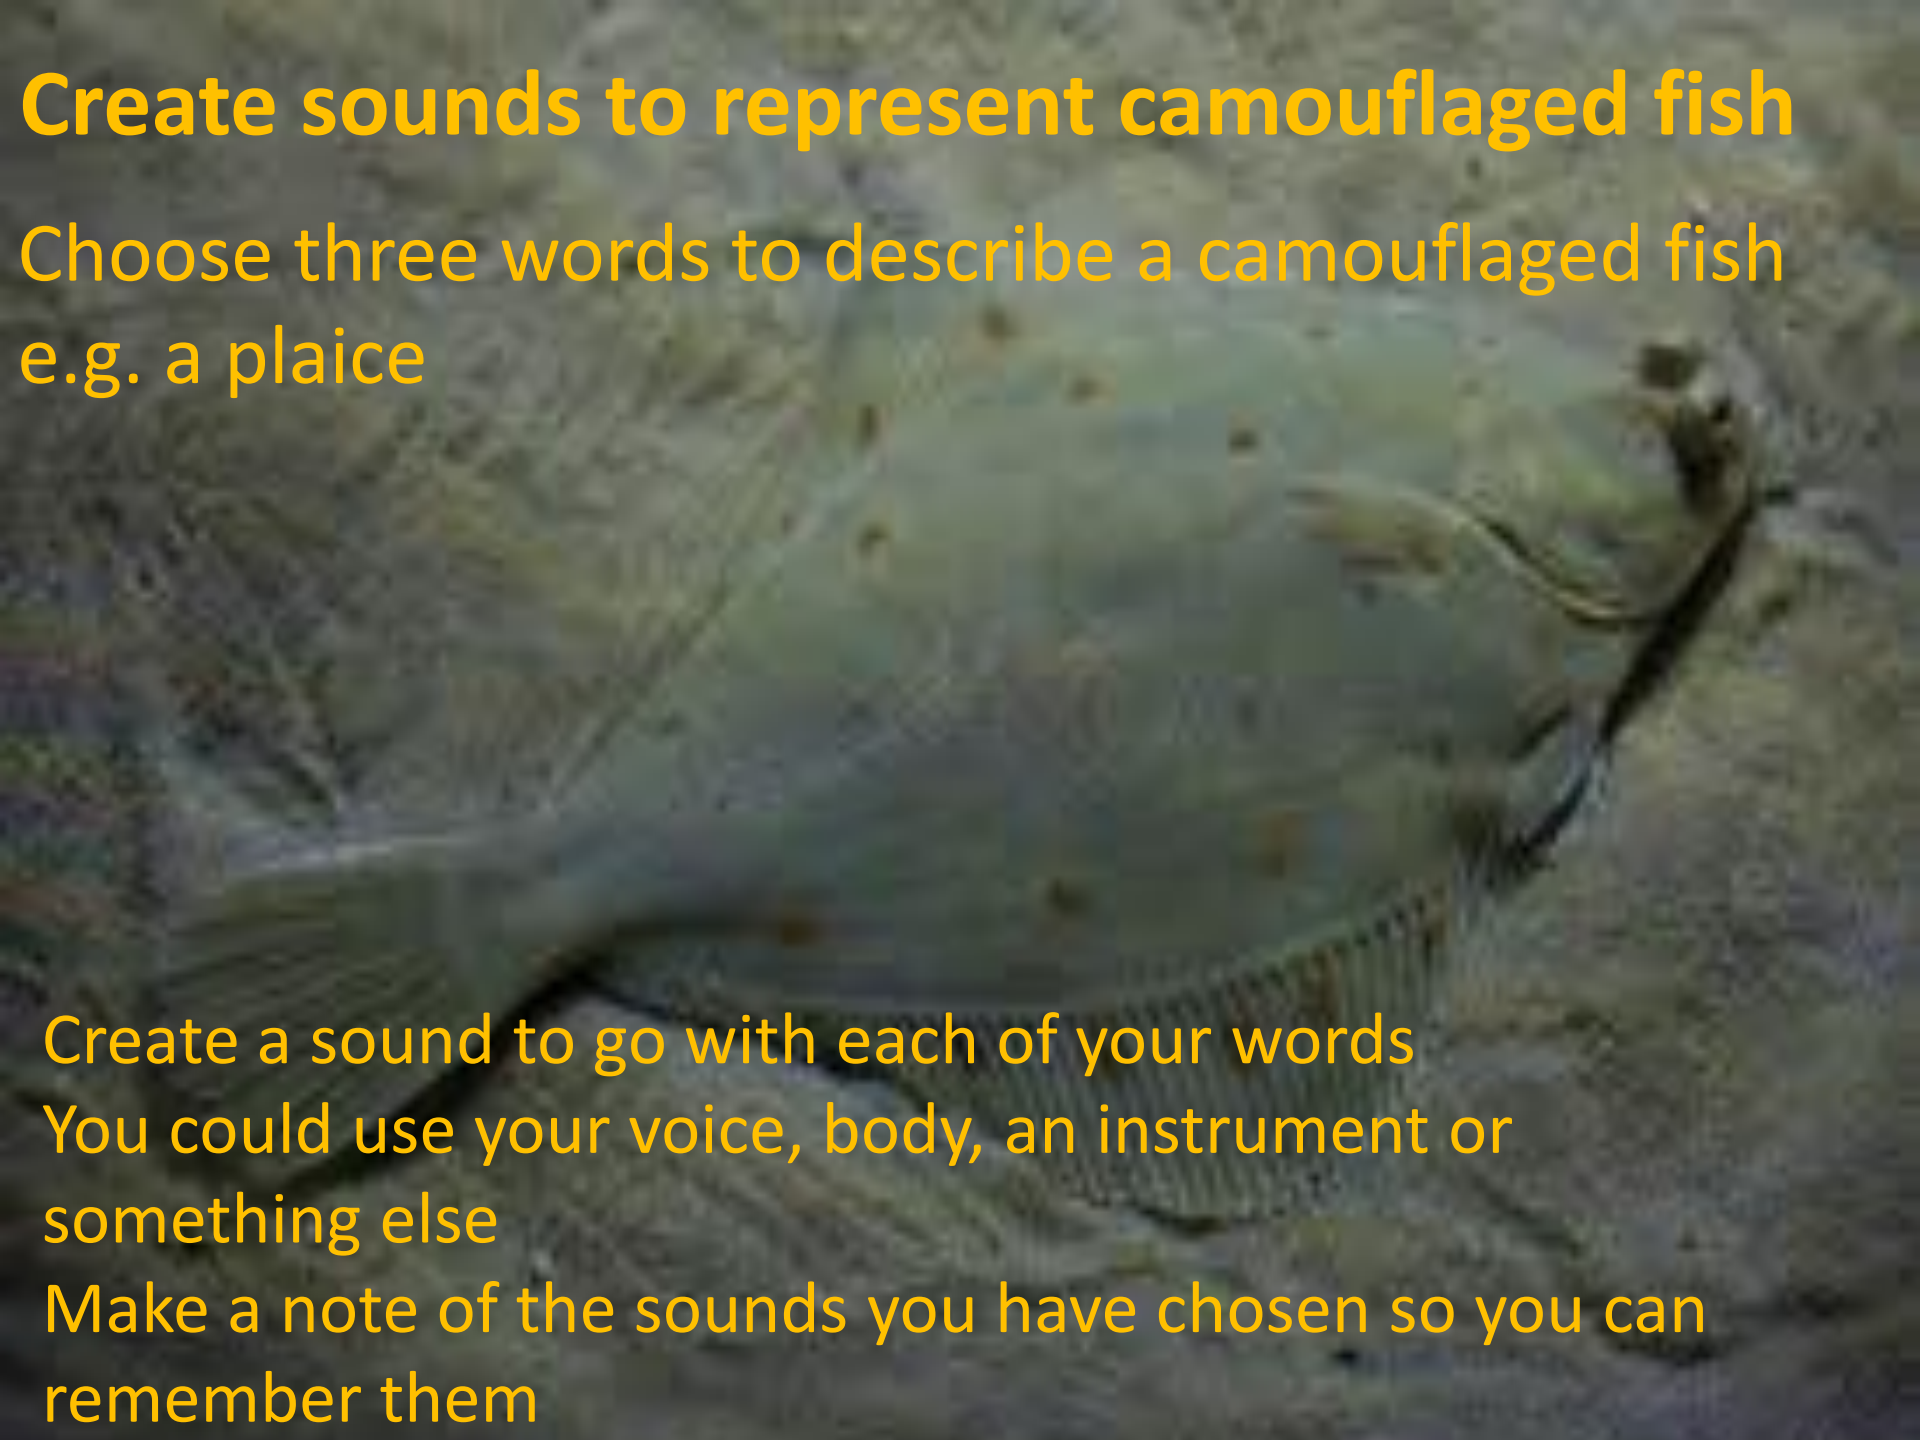 Create sounds to represent camouflaged fish
Choose three words to describe a camouflaged fish
e.g. a plaice
Create a sound to go with each of your words
You could use your voice, body, an instrument or
something else
Make a note of the sounds you have chosen so you can
remember them